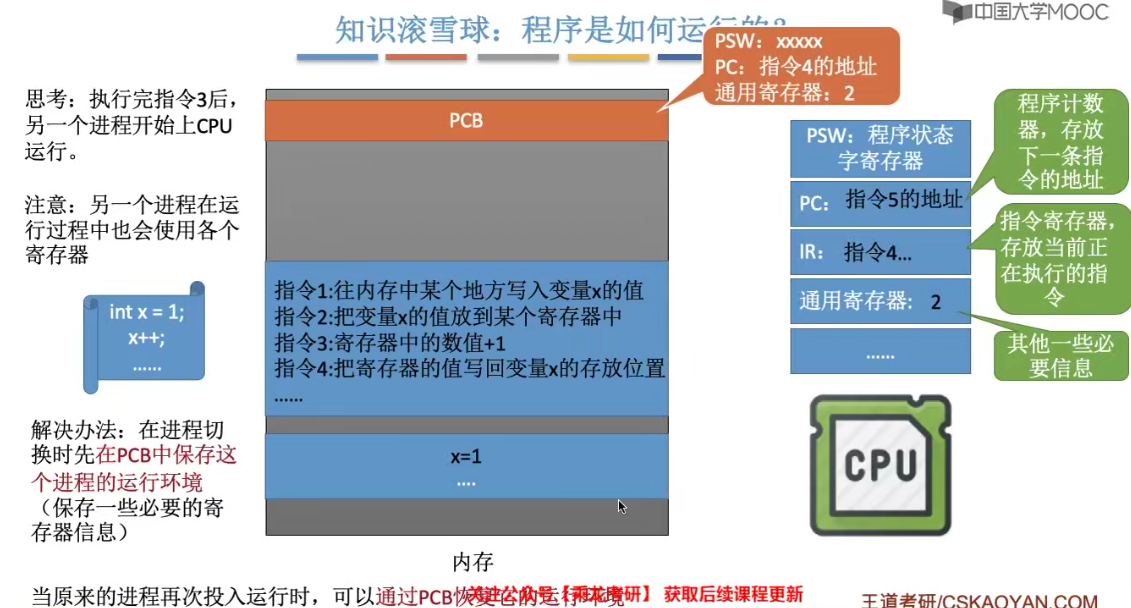 中国大学MOOC
知识滚雪球：程序是如何运行的？
PSW：xxxxx
PC：指令4的地址
通用寄存器：2
思考：执行完指令3后，
另一个进程开始上CPU
运行。
注意：另一个进程在运
行过程中也会使用各个
寄存器
int x = 1;
x++;
……
解决办法：在进程切
换时先在PCB中保存这
个进程的运行环境
（保存一些必要的寄
存器信息）
PCB
指令1:往内存中某个地方写入变量x的值
指令2:把变量x的值放到某个寄存器中
指令3:寄存器中的数值+1
指令4:把寄存器的值写回变量x的存放位置
……
x=1
....
内存
PSW：程序状态
字寄存器
PC： 指令5的地址
IR： 指令4...
通用寄存器： 2
……
程序计数
器，存放
下一条指
令的地址
指令寄存器，
存放当前正
在执行的指
令
其他一些必
要信息
CPU
当原来的进程再次投入运行时，可以通过PCB恢复它的运行环境
考研】 获取后续课程更新
王道考研/CSKAOYAN.COM